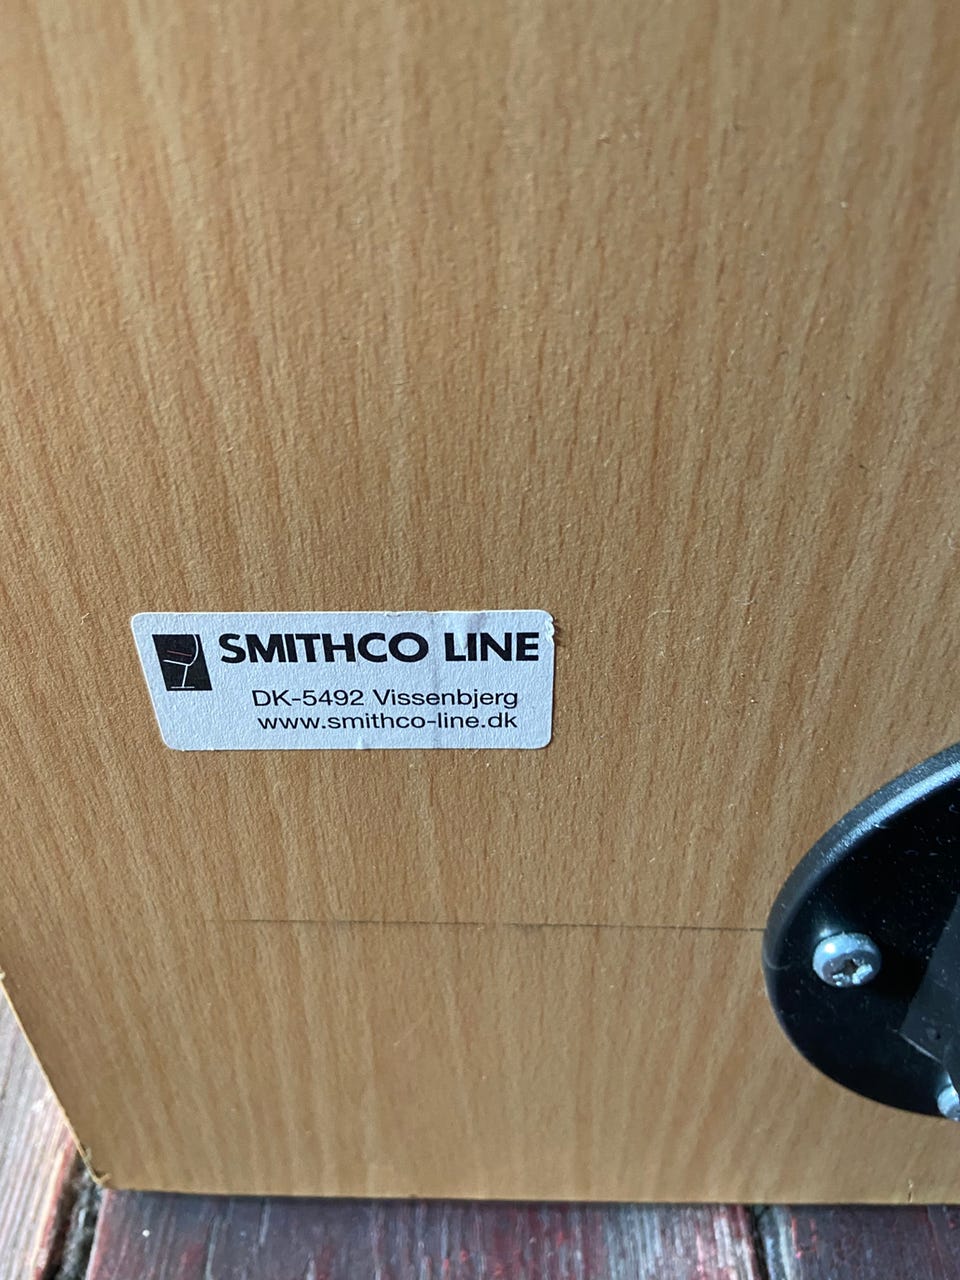 SMITHCO LINE
DK-5492 Vissenbjerg
www.smithco-line.dk